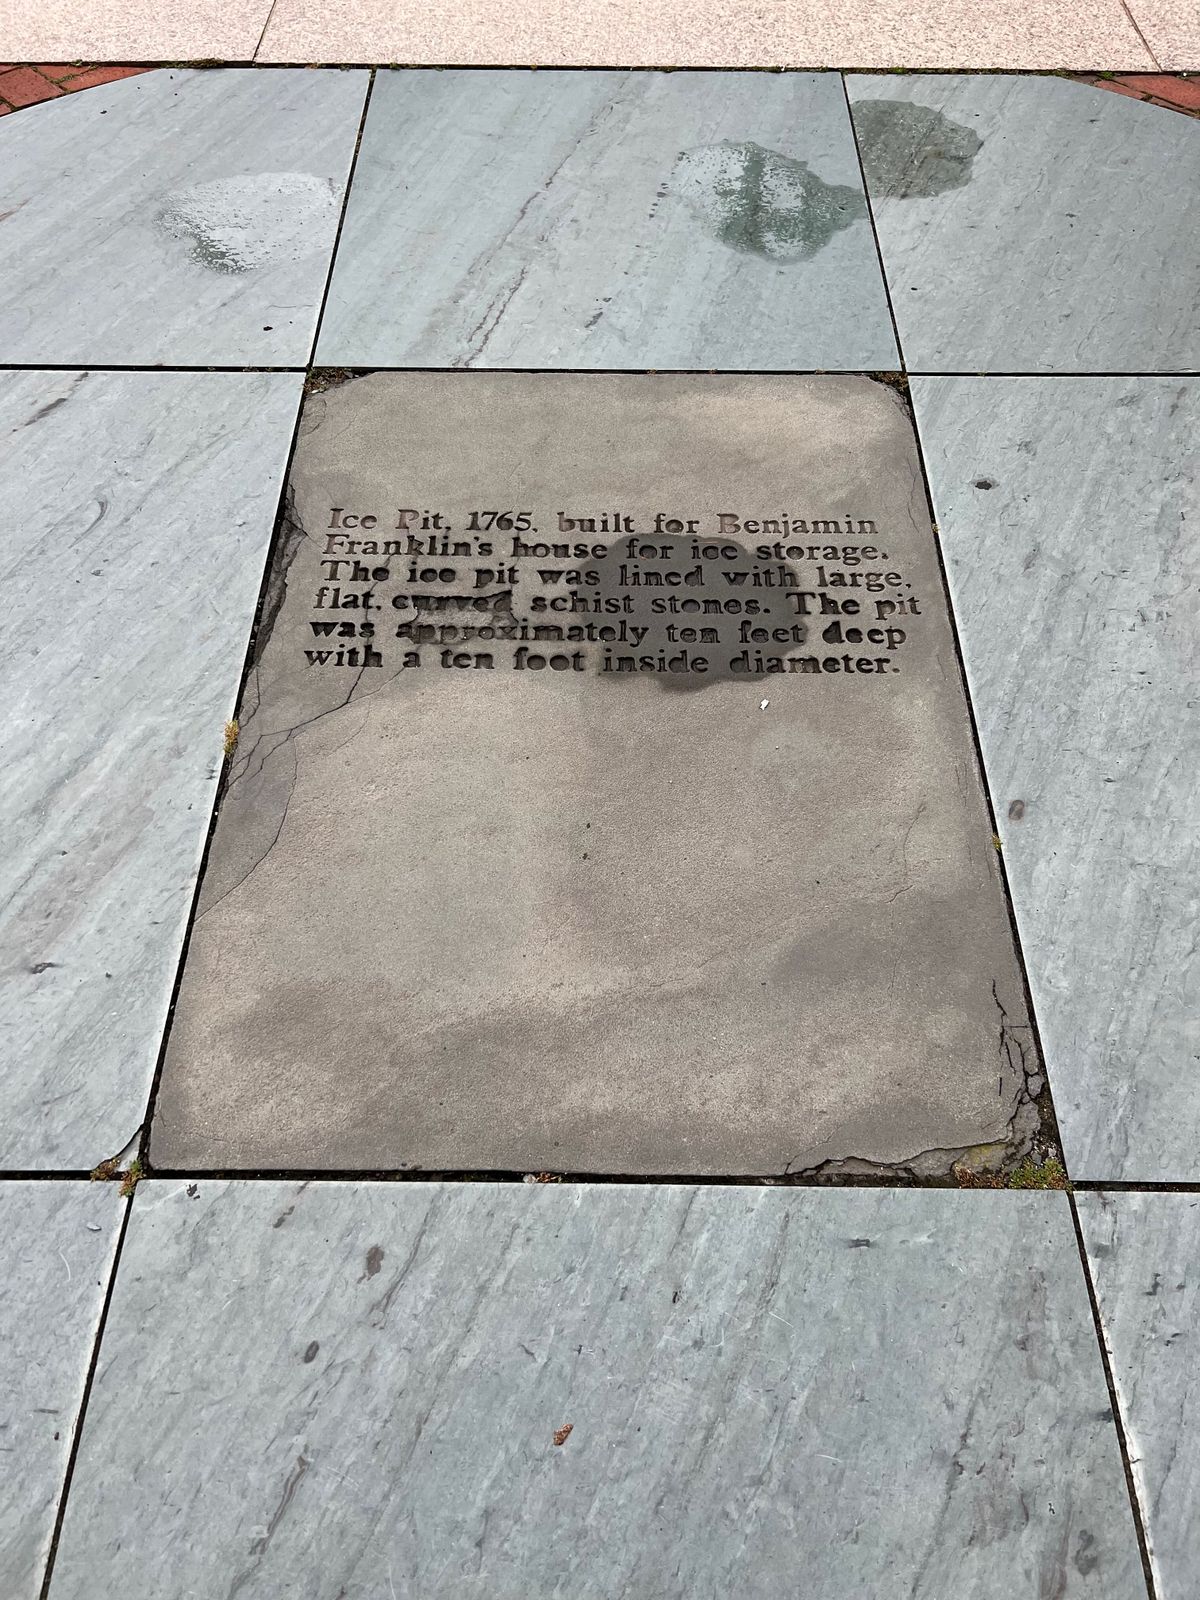 Ice Pit, 1765, built for Benjamin
Franklin's house for ice storage.
The ice pit was lined with large,
flat, curved schist stones. The pit
was approximately ten feet deep
with a ten foot inside diameter.